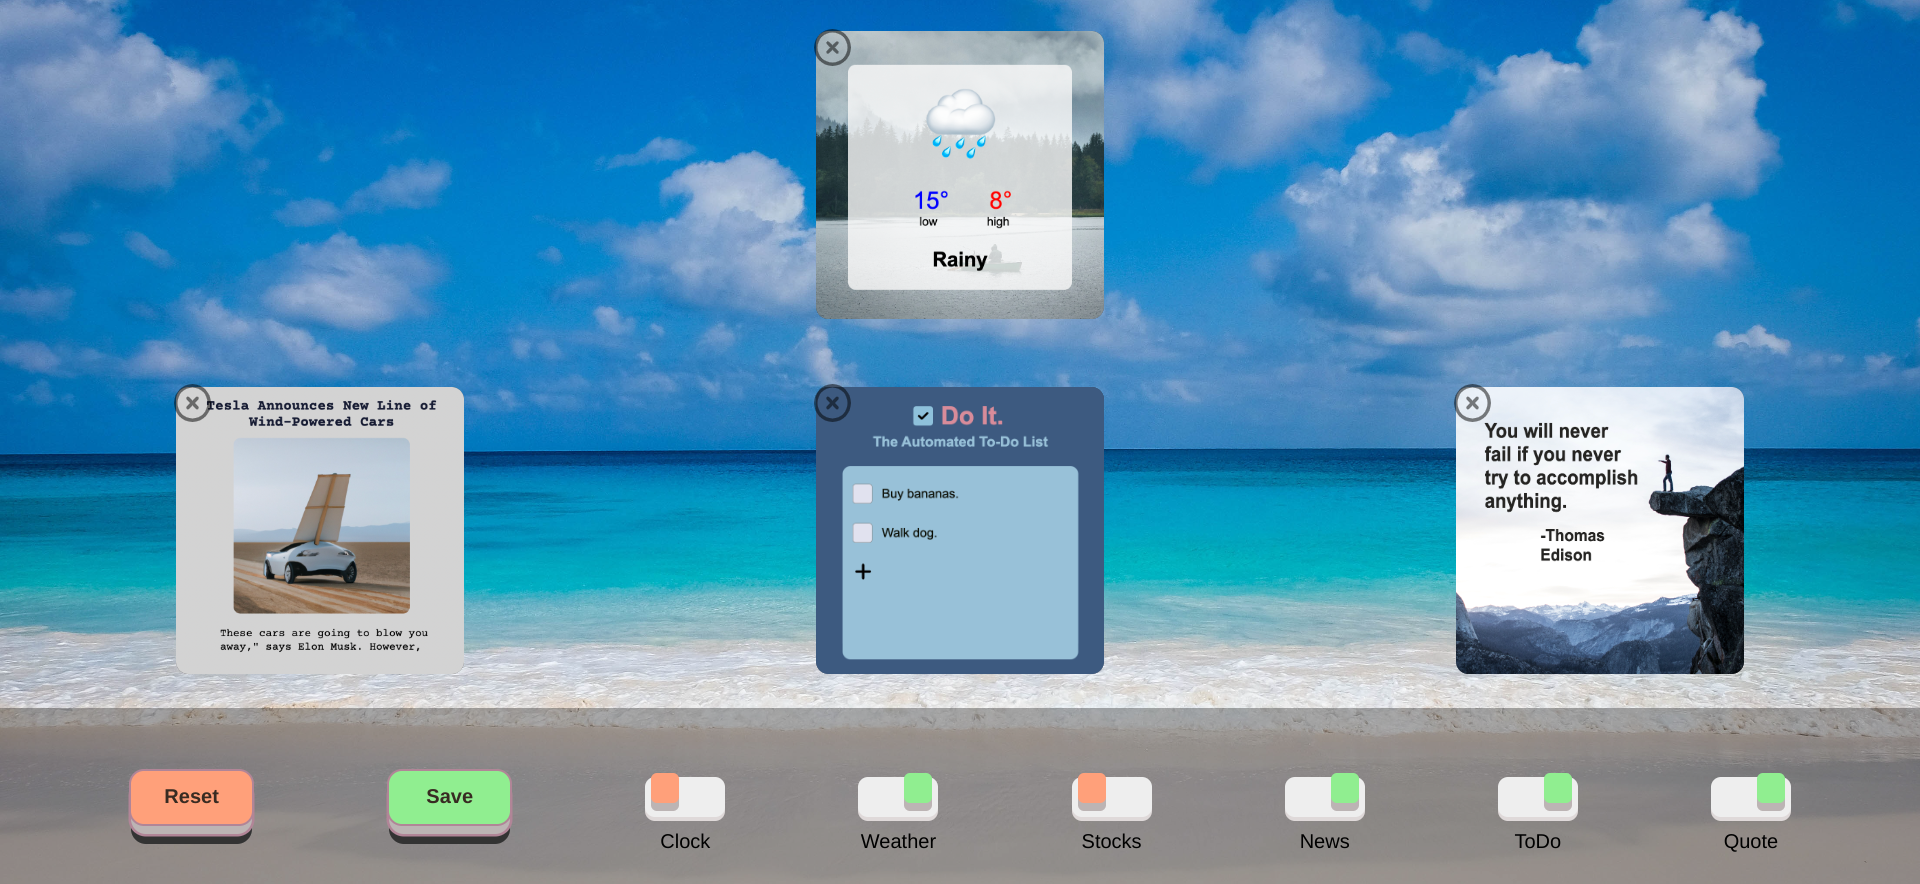 15° 8°
low high
Rainy
Tesla Announces New Line of
Wind-Powered Cars
These cars are going to blow you
away," says Elon Musk. However,
Do It.
The Automated To-Do List
Buy bananas.
Walk dog.
You will never
fail if you never
try to accomplish
anything.
-Thomas
Edison
Reset
Save
Clock
Weather
Stocks
News
ToDo
Quote